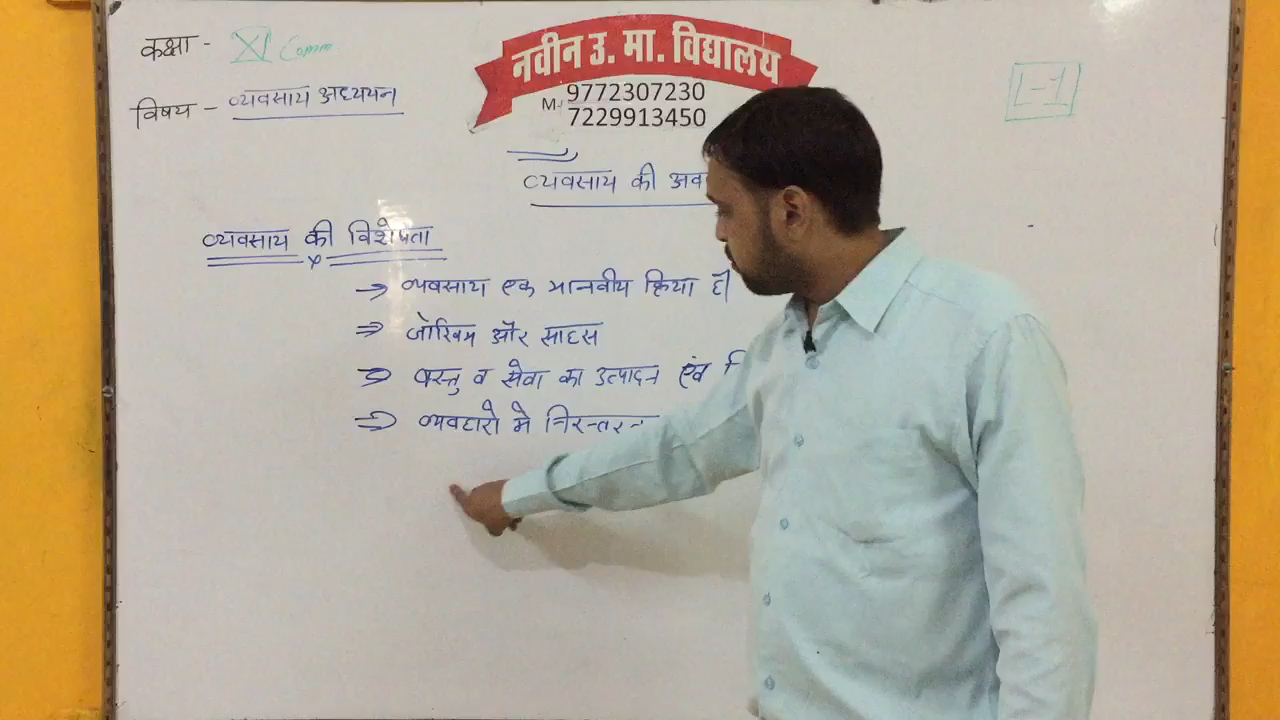 कक्षा - XI Comm
नवीन उ. मा. विद्यालय
M.- 9772307230
7229913450
L-1
विषय - व्यवसाय अध्ययन
व्यवसाय की अव
व्यवसाय की विशेषता
→ व्यवसाय एक मानवीय क्रिया है
⇒ जोखिम और साहस
⇒ वस्तु व सेवा का उत्पादन एंव
⇒ व्यवहारो मे निरन्तर